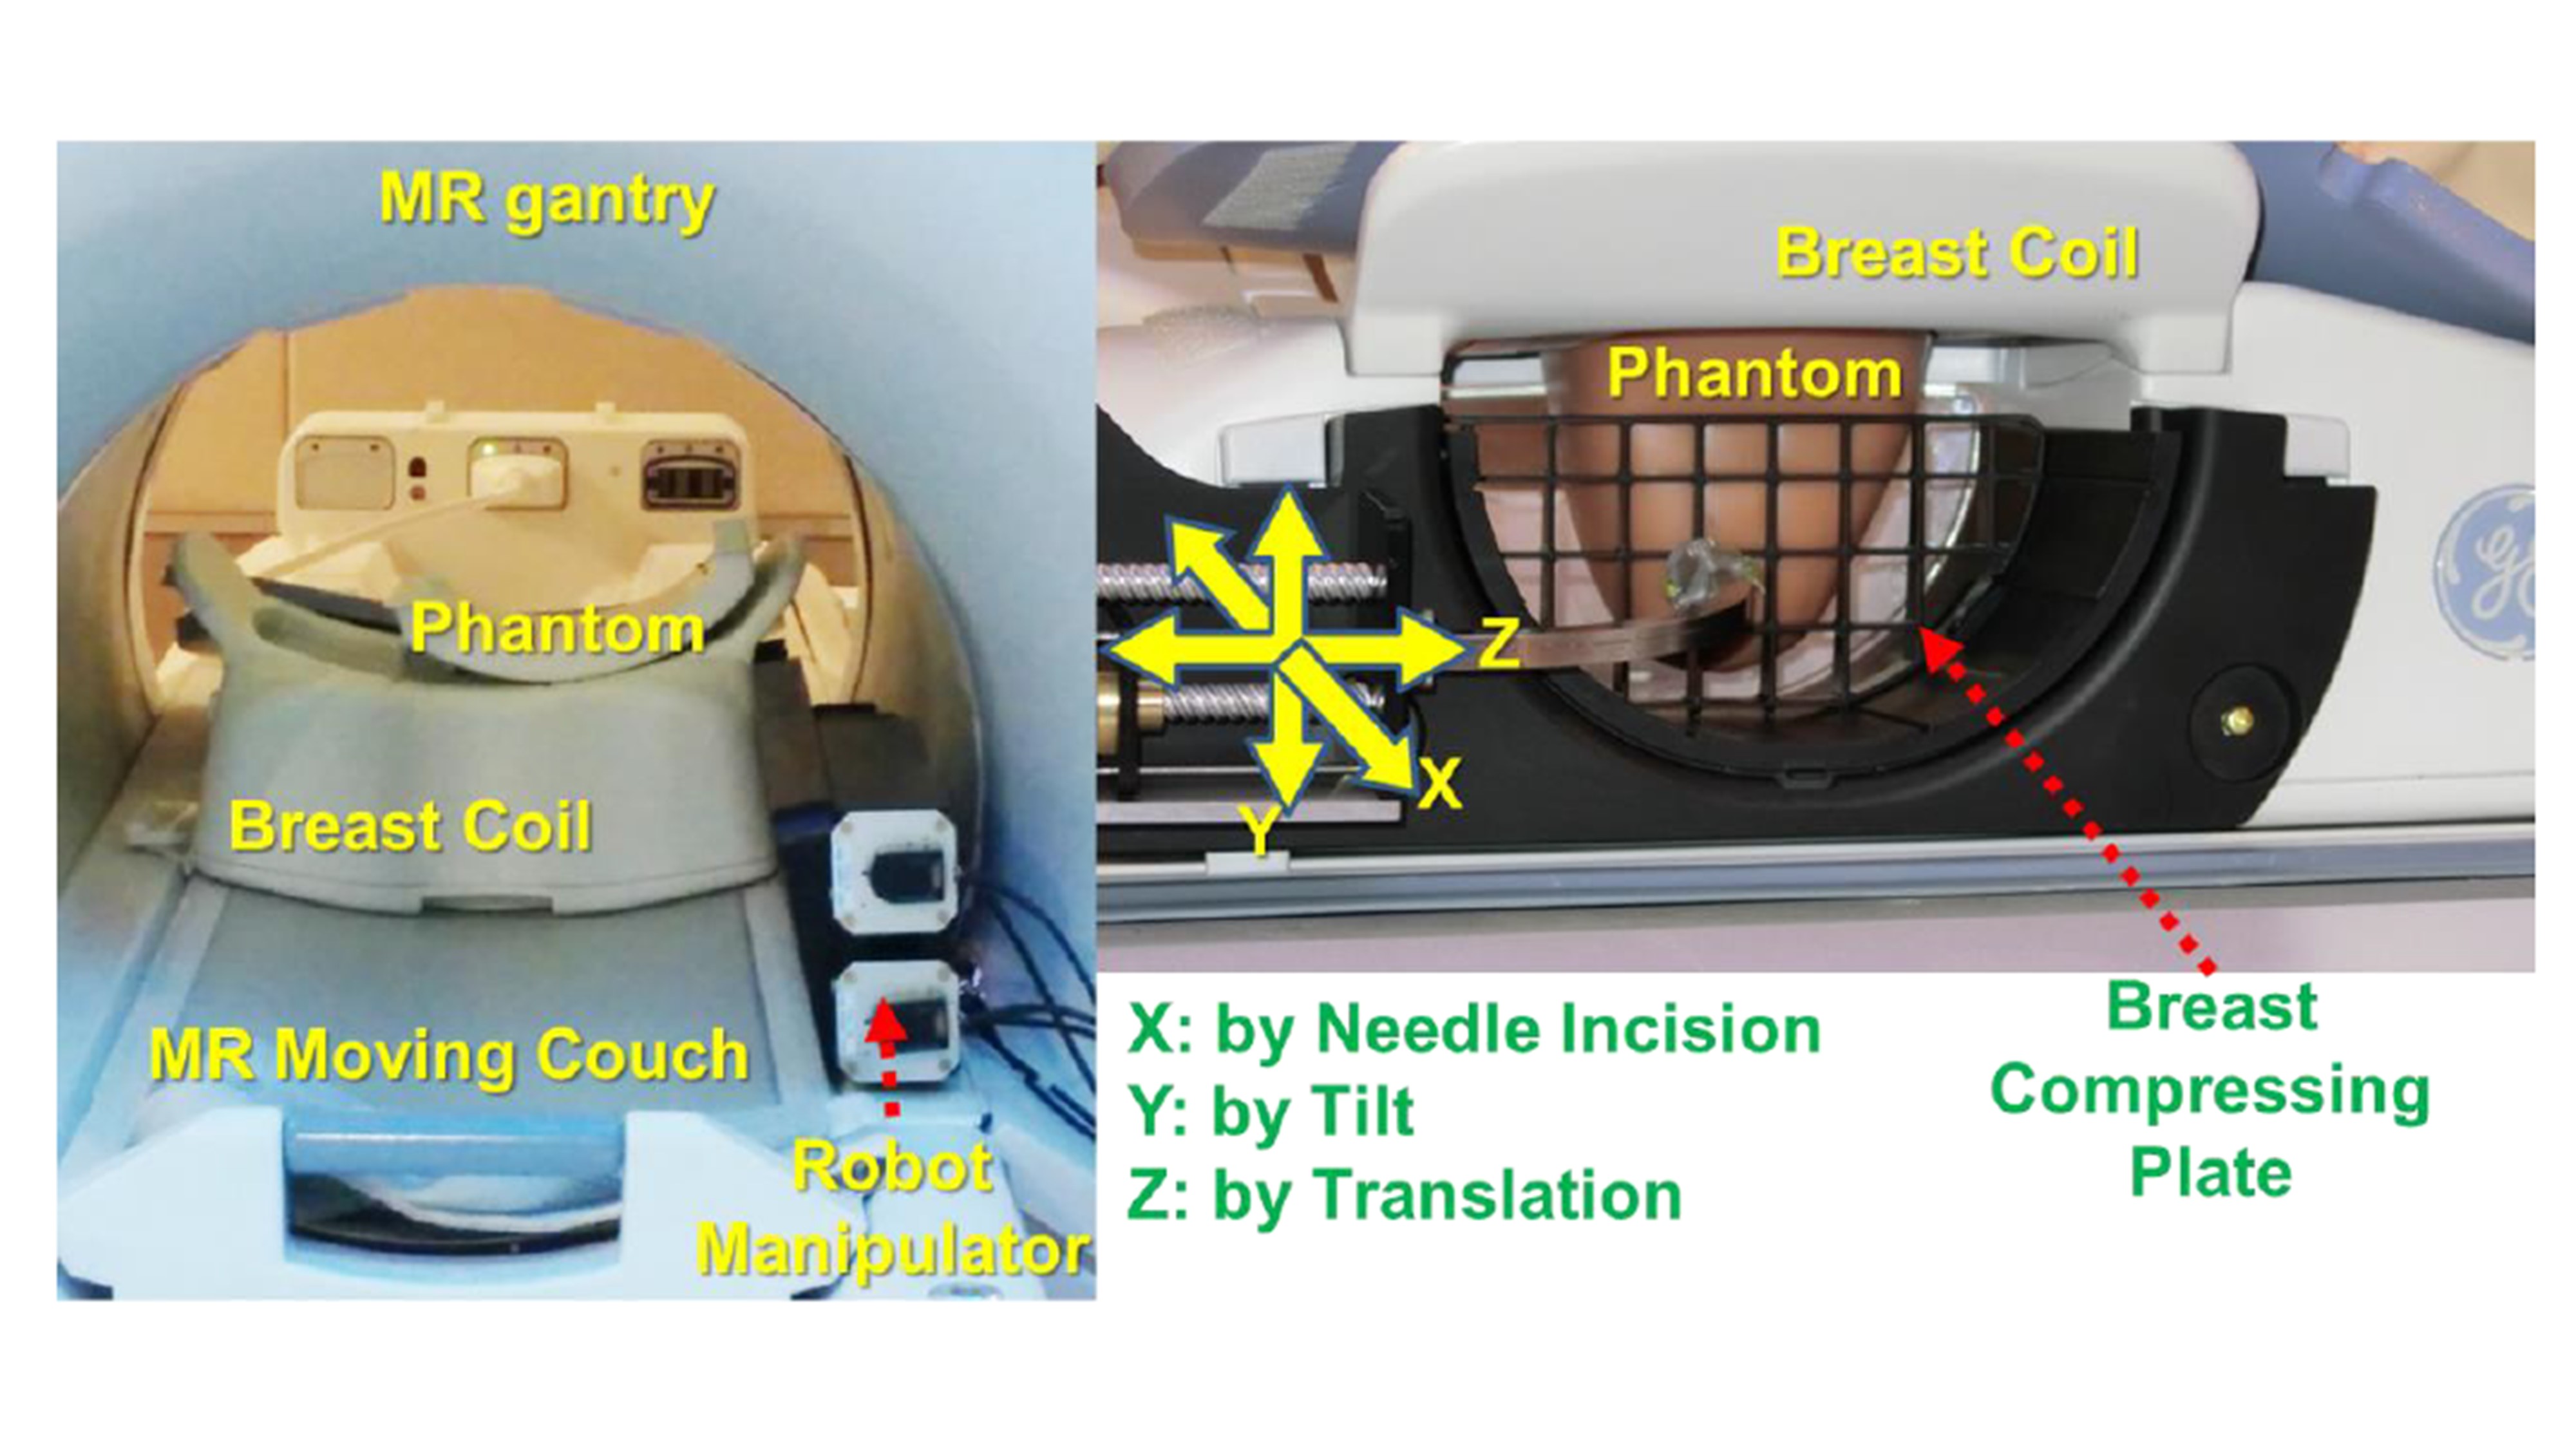 MR gantry
Phantom
Breast Coil
MR Moving Couch
Robot
Manipulator
Breast Coil
Phantom
Z
X
Y
X: by Needle Incision
Y: by Tilt
Z: by Translation
Breast
Compressing
Plate